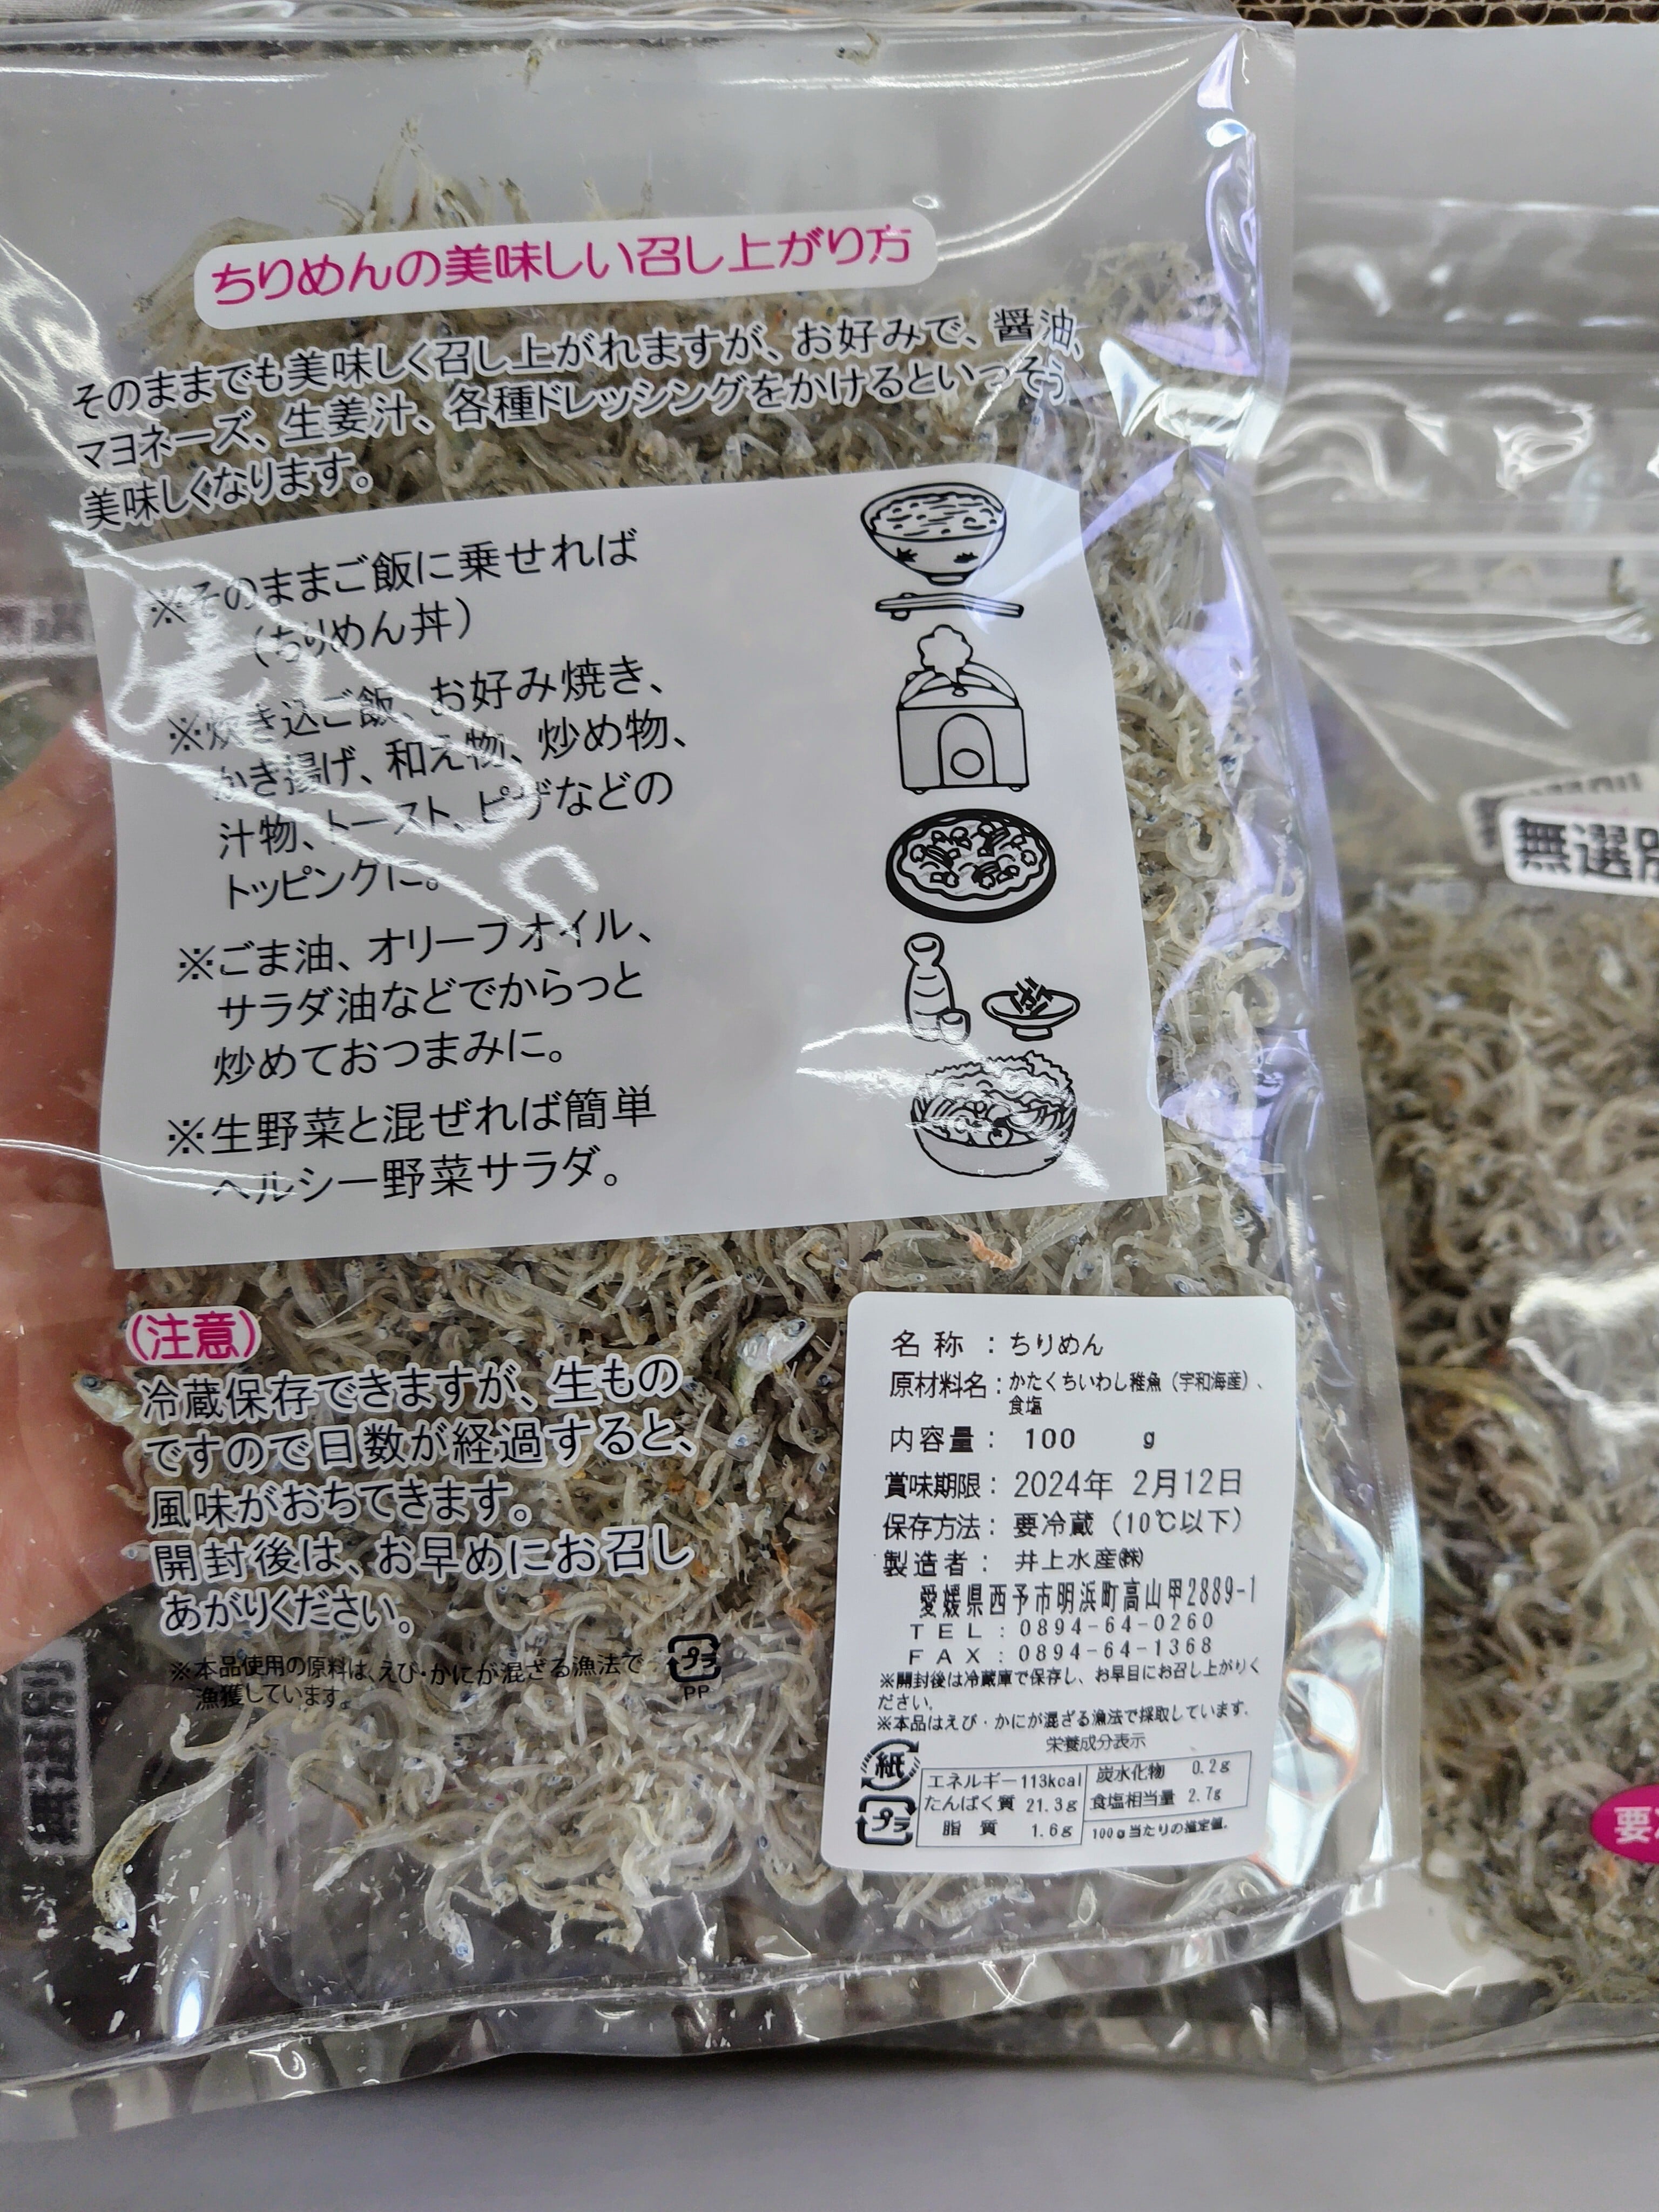 ちりめんの美味しい召し上がり方
そのままでも美味しく召し上がれますが、お好みで、醤油、
マヨネーズ、生姜汁、各種ドレッシングをかけるといっそう
美味しくなります。
※そのままご飯に乗せれば
(ちりめん丼)
※炊き込ご飯、お好み焼き、
かき揚げ、和え物、炒め物、
汁物、トースト、ピザなどの
トッピングに。
※ごま油、オリーブオイル、
サラダ油などでからっと
炒めておつまみに。
※生野菜と混ぜれば簡単
ヘルシー野菜サラダ。
(注意)
冷蔵保存できますが、生もの
ですので日数が経過すると、
風味がおちてきます。
開封後は、お早めにお召し
あがりください。
※本品使用の原料は、えび・かにが混ざる漁法で
漁獲しています。
プラ
PP
名称:ちりめん
原材料名:かたくちいわし稚魚(宇和海産)、
食塩
内容量: 100 g
賞味期限:2024年 2月12日
保存方法:要冷蔵(10℃以下)
製造者: 井上水産㈱
愛媛県西予市明浜町高山甲2889-1
TEL:0894-64-0260
FAX:0894-64-1368
※開封後は冷蔵庫で保存し、お早目にお召し上がりく
ださい。
※本品はえび・かにが混ざる漁法で採取しています。
栄養成分表示
紙
プラ
エネルギー113kcal 炭水化物 0.2g
たんぱく質 21.3g 食塩相当量 2.7g
脂質 1.6g 100g当たりの推定値。
無選別
要